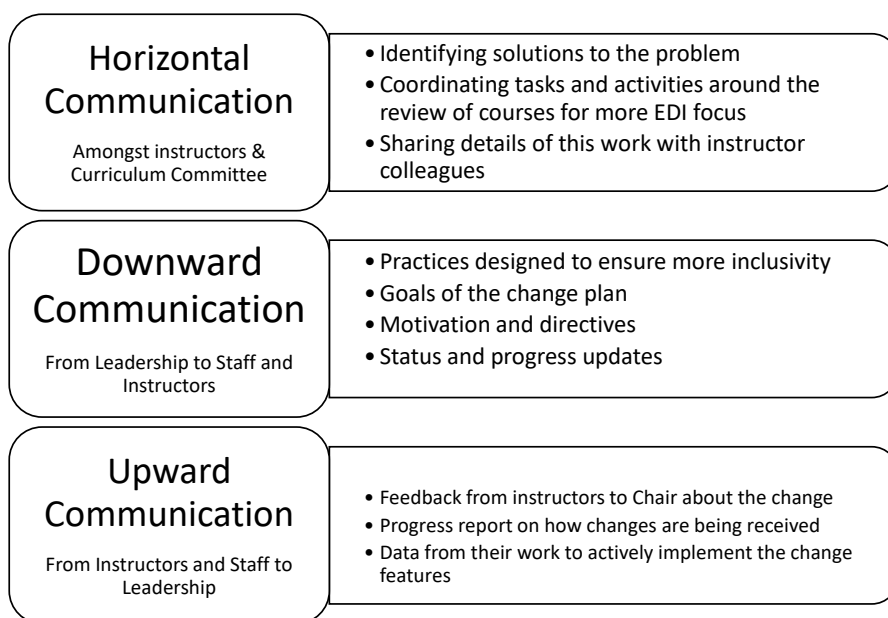 Horizontal
Communication
Amongst instructors &
Curriculum Committee
• Identifying solutions to the problem
• Coordinating tasks and activities around the
review of courses for more EDI focus
• Sharing details of this work with instructor
colleagues
Downward
Communication
From Leadership to Staff and
Instructors
• Practices designed to ensure more inclusivity
• Goals of the change plan
• Motivation and directives
• Status and progress updates
Upward
Communication
From Instructors and Staff to
Leadership
• Feedback from instructors to Chair about the change
• Progress report on how changes are being received
• Data from their work to actively implement the change
features